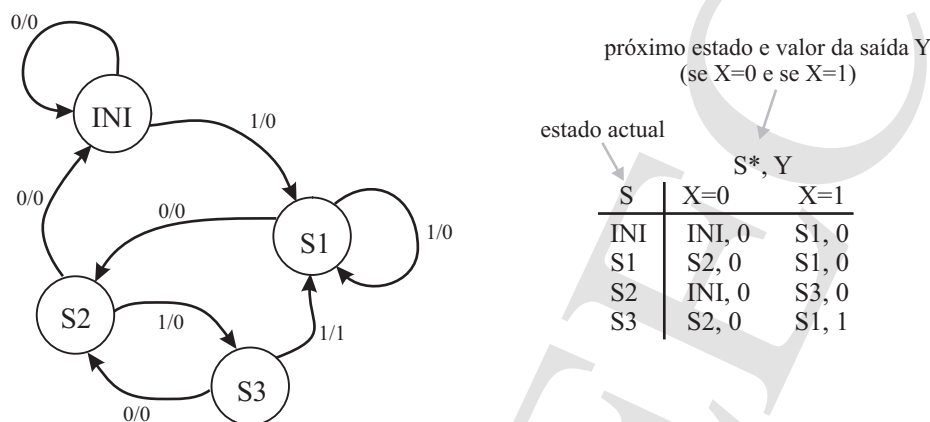 0/0
INI
1/0
0/0
0/0
S1
1/0
S2
1/0
1/1
S3
0/0
próximo estado e valor da saída Y
(se X=0 e se X=1)
estado actual
S*, Y
S X=0 X=1
INI INI, 0 S1, 0
S1 S2, 0 S1, 0
S2 INI, 0 S3, 0
S3 S2, 0 S1, 1